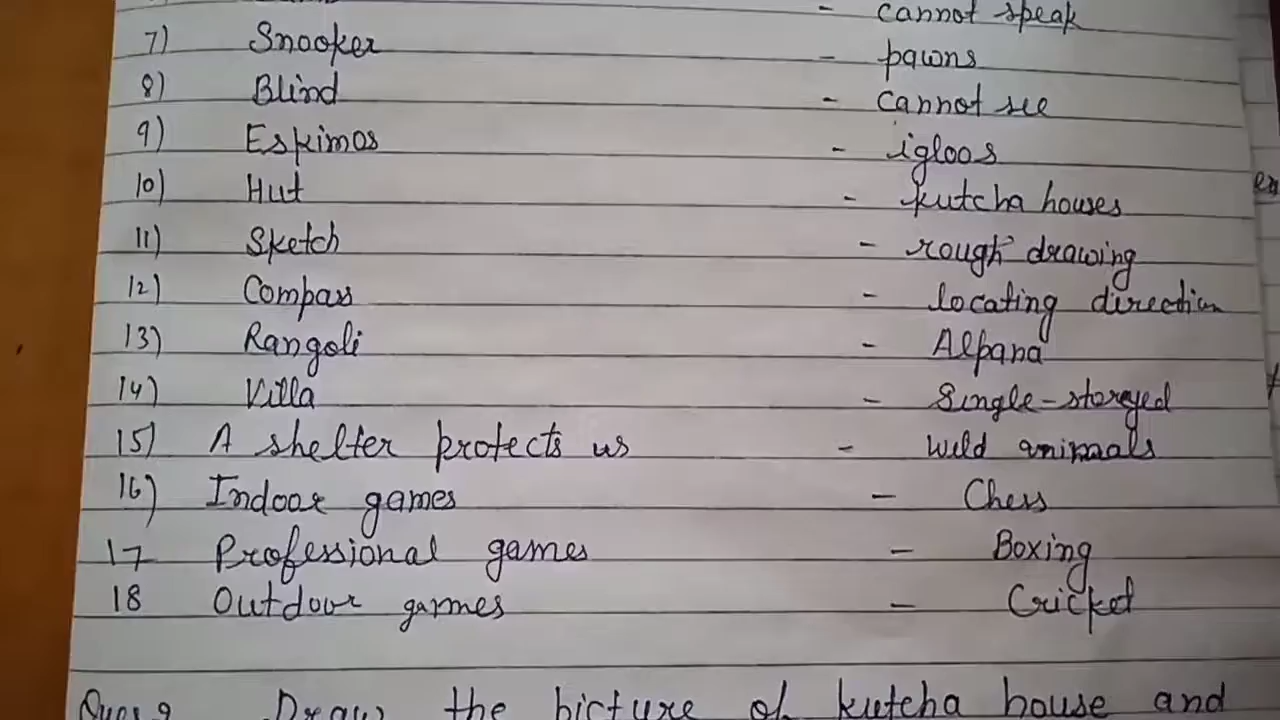 - cannot speak
7) Snooker - pawns
8) Blind - cannot see
9) Eskimos - igloos
10) Hut - kutcha houses
11) Sketch - rough drawing
12) Compass - locating direction
13) Rangoli - Alpana
14) Villa - Single-storeyed
15) A shelter protects us - wild animals
16) Indoor games - Chess
17 Professional games - Boxing
18 Outdoor games - Cricket
Ques 9 Draw the picture of kutcha house and